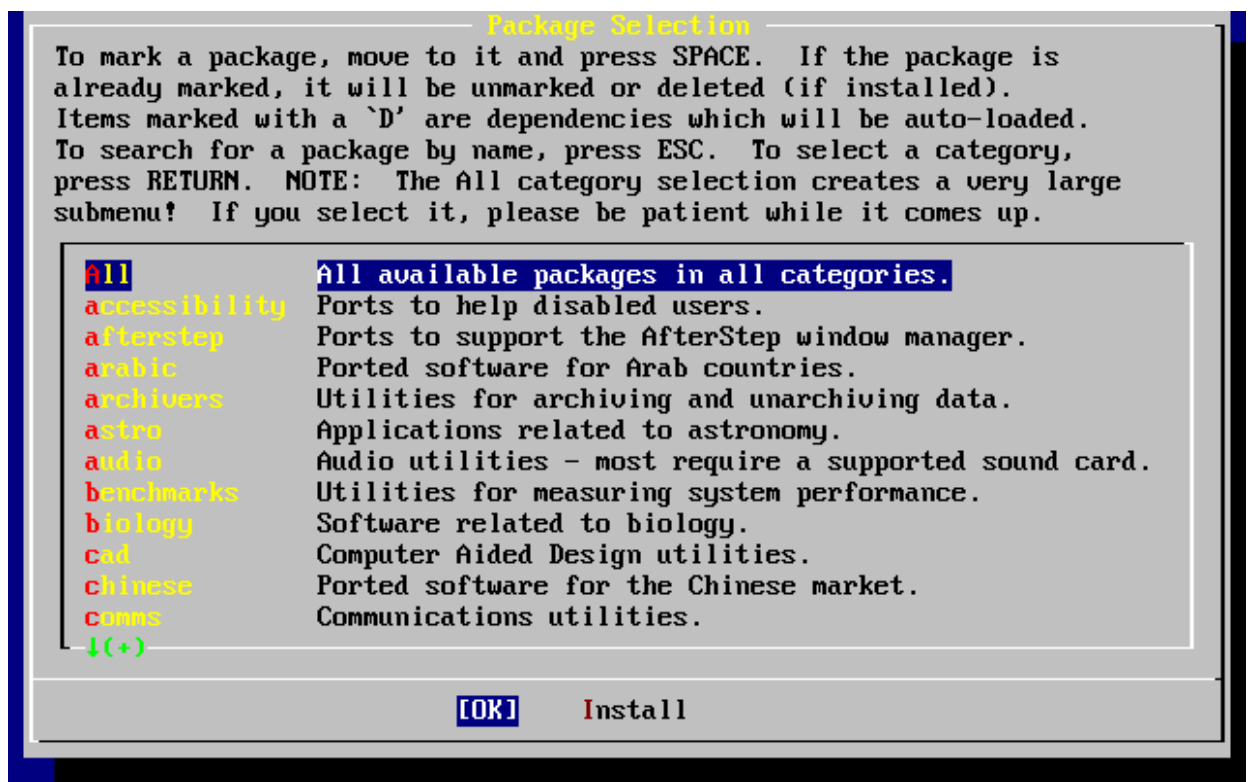 Package Selection
To mark a package, move to it and press SPACE.  If the package is
already marked, it will be unmarked or deleted (if installed).
Items marked with a `D' are dependencies which will be auto-loaded.
To search for a package by name, press ESC.  To select a category,
press RETURN.  NOTE:  The All category selection creates a very large
submenu!  If you select it, please be patient while it comes up.
All All available packages in all categories.
accessibility Ports to help disabled users.
afterstep Ports to support the AfterStep window manager.
arabic Ported software for Arab countries.
archivers Utilities for archiving and unarchiving data.
astro Applications related to astronomy.
audio Audio utilities - most require a supported sound card.
benchmarks Utilities for measuring system performance.
biology Software related to biology.
cad Computer Aided Design utilities.
chinese Ported software for the Chinese market.
comms Communications utilities.
↓(+)
[OK] Install